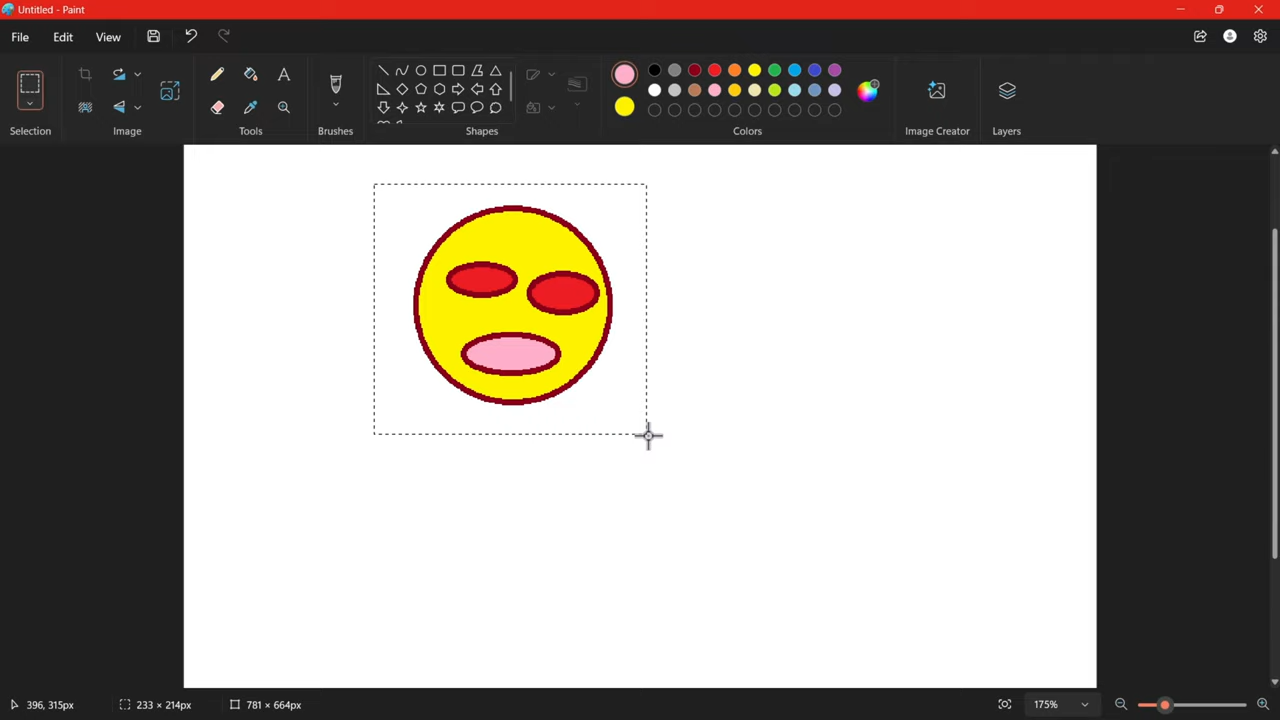 Untitled - Paint
File Edit View
Selection Image Tools Brushes Shapes Colors Image Creator Layers
396, 315px 233 × 214px 781 × 664px 175%